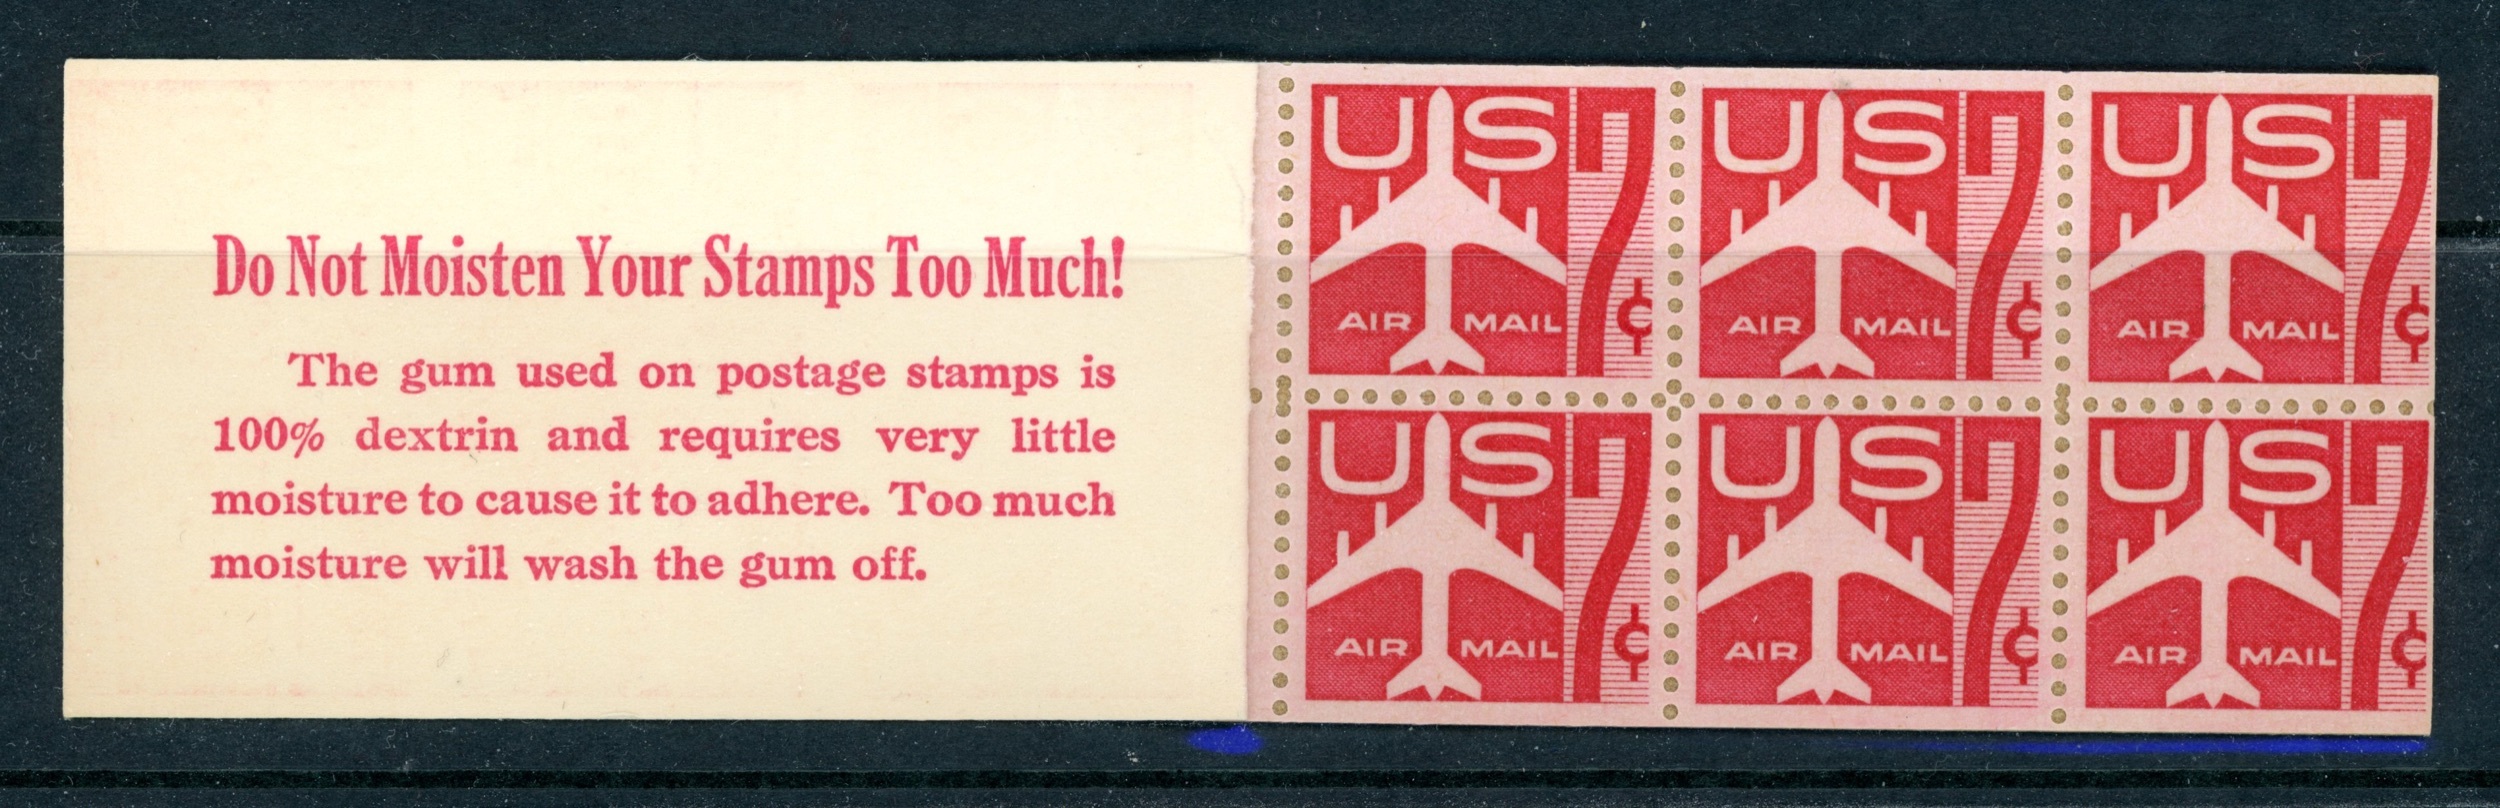 Do Not Moisten Your Stamps Too Much!
The gum used on postage stamps is
100% dextrin and requires very little
moisture to cause it to adhere. Too much
moisture will wash the gum off.
US 7¢
AIR MAIL
US 7¢
AIR MAIL
US 7¢
AIR MAIL
US 7¢
AIR MAIL
US 7¢
AIR MAIL
US 7¢
AIR MAIL